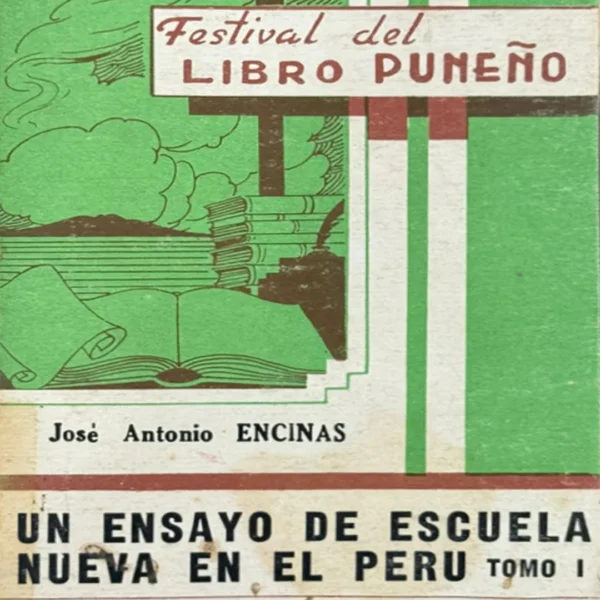 Festival del
LIBRO PUNEÑO
José Antonio ENCINAS
UN ENSAYO DE ESCUELA
NUEVA EN EL PERU TOMO I